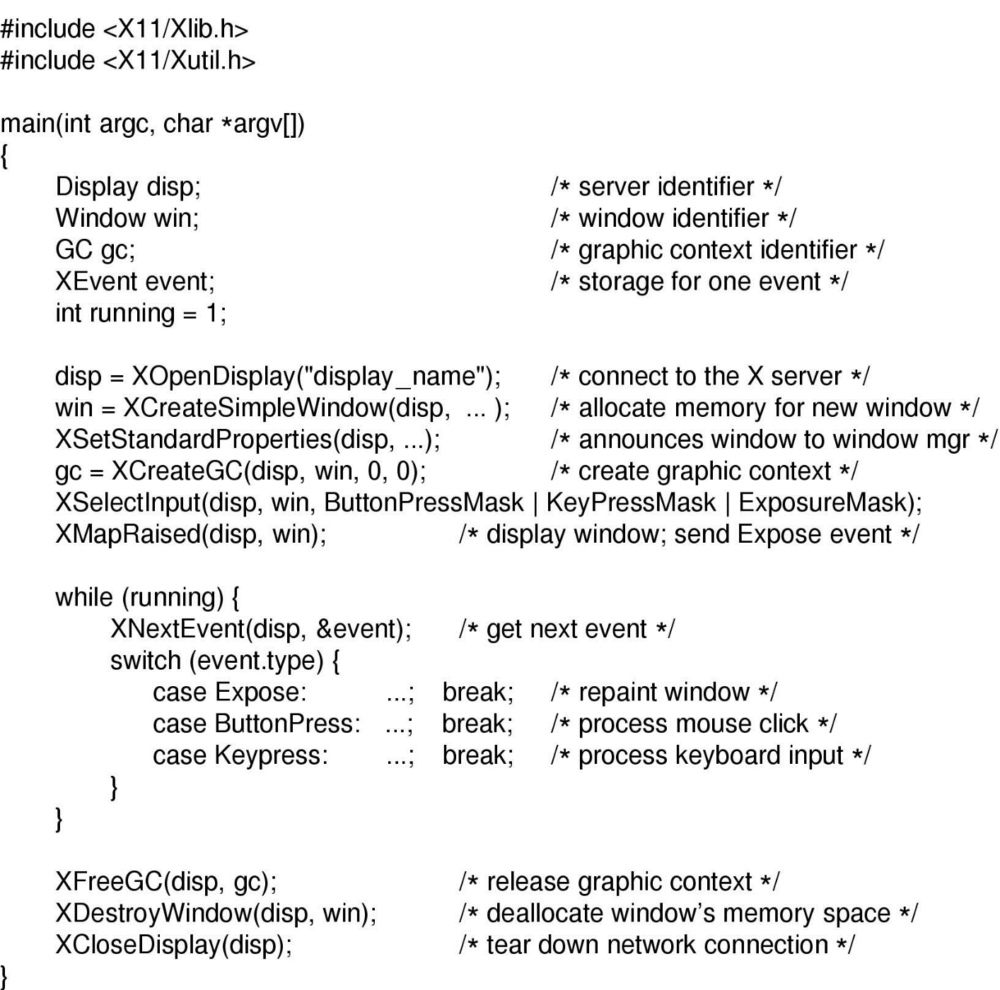 #include <X11/Xlib.h>
#include <X11/Xutil.h>
main(int argc, char *argv[])
{
Display disp; /* server identifier */
Window win; /* window identifier */
GC gc; /* graphic context identifier */
XEvent event; /* storage for one event */
int running = 1;
disp = XOpenDisplay("display_name"); /* connect to the X server */
win = XCreateSimpleWindow(disp, ... ); /* allocate memory for new window */
XSetStandardProperties(disp, ...); /* announces window to window mgr */
gc = XCreateGC(disp, win, 0, 0); /* create graphic context */
XSelectInput(disp, win, ButtonPressMask | KeyPressMask | ExposureMask);
XMapRaised(disp, win); /* display window; send Expose event */
while (running) {
XNextEvent(disp, &event); /* get next event */
switch (event.type) {
case Expose: ...; break; /* repaint window */
case ButtonPress: ...; break; /* process mouse click */
case Keypress: ...; break; /* process keyboard input */
}
}
XFreeGC(disp, gc); /* release graphic context */
XDestroyWindow(disp, win); /* deallocate window's memory space */
XCloseDisplay(disp); /* tear down network connection */
}